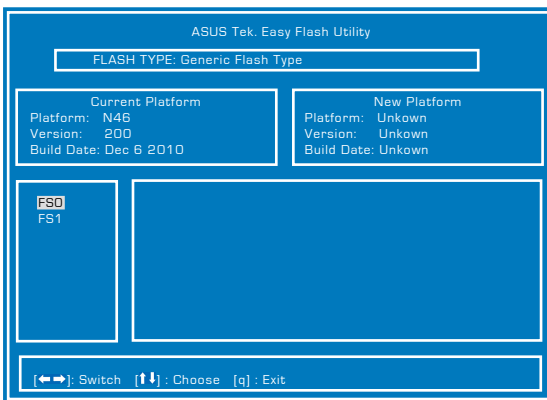 ASUS Tek. Easy Flash Utility
FLASH TYPE: Generic Flash Type
Current Platform
Platform: N46
Version: 200
Build Date: Dec 6 2010
New Platform
Platform: Unkown
Version: Unkown
Build Date: Unkown
FS0
FS1
[←→]: Switch [↑↓] : Choose [q] : Exit